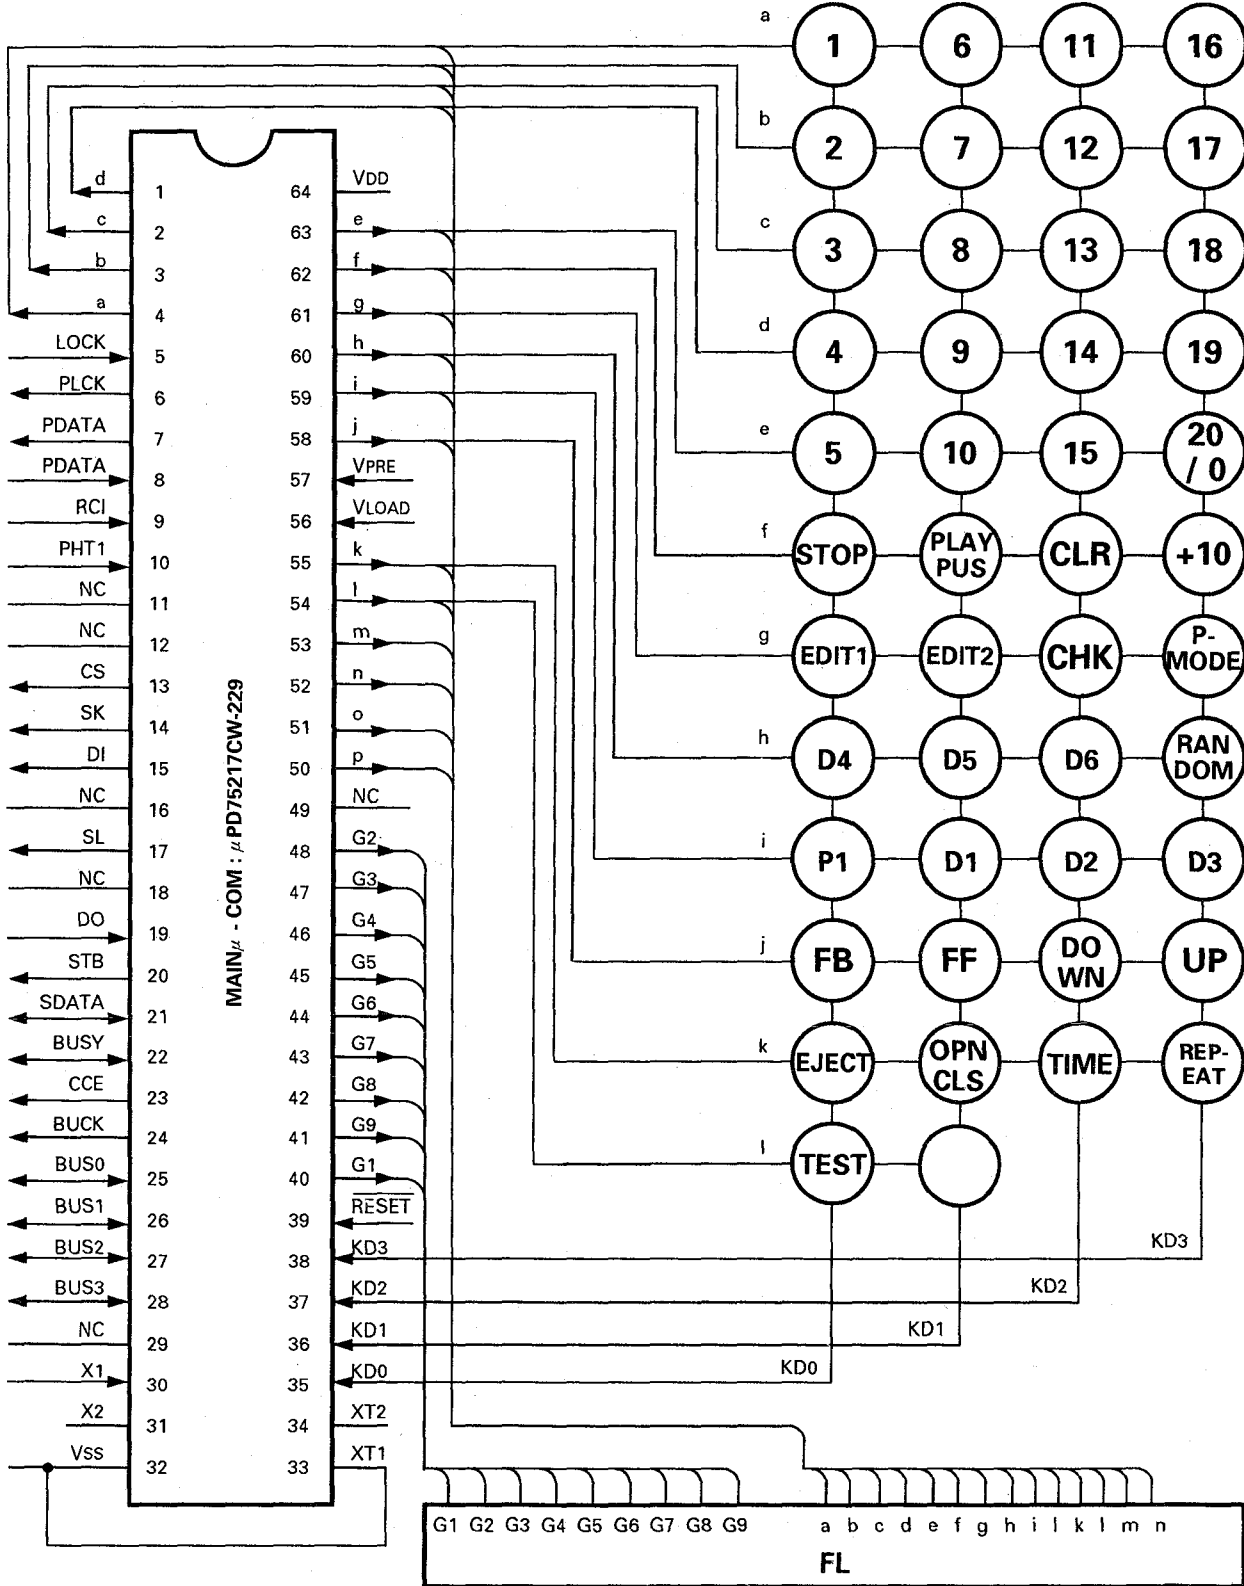 a 1 6 11 16
b 2 7 12 17
c 3 8 13 18
d 4 9 14 19
e 5 10 15 20 / 0
f STOP PLAY PUS CLR +10
g EDIT1 EDIT2 CHK P-MODE
h D4 D5 D6 RAN DOM
i P1 D1 D2 D3
j FB FF DO WN UP
k EJECT OPN CLS TIME REP-EAT
l TEST
KD3
KD2
KD1
KD0
MAINμ - COM : μPD75217CW-229
d 1 64 VDD
c 2 63 e
b 3 62 f
a 4 61 g
LOCK 5 60 h
PLCK 6 59 i
PDATA 7 58 j
PDATA 8 57 VPRE
RCI 9 56 VLOAD
PHT1 10 55 k
NC 11 54 l
NC 12 53 m
CS 13 52 n
SK 14 51 o
DI 15 50 p
NC 16 49 NC
SL 17 48 G2
NC 18 47 G3
DO 19 46 G4
STB 20 45 G5
SDATA 21 44 G6
BUSY 22 43 G7
CCE 23 42 G8
BUCK 24 41 G9
BUS0 25 40 G1
BUS1 26 39 RESET
BUS2 27 38 KD3
BUS3 28 37 KD2
NC 29 36 KD1
X1 30 35 KD0
X2 31 34 XT2
VSS 32 33 XT1
G1 G2 G3 G4 G5 G6 G7 G8 G9 a b c d e f g h i j k l m n
FL